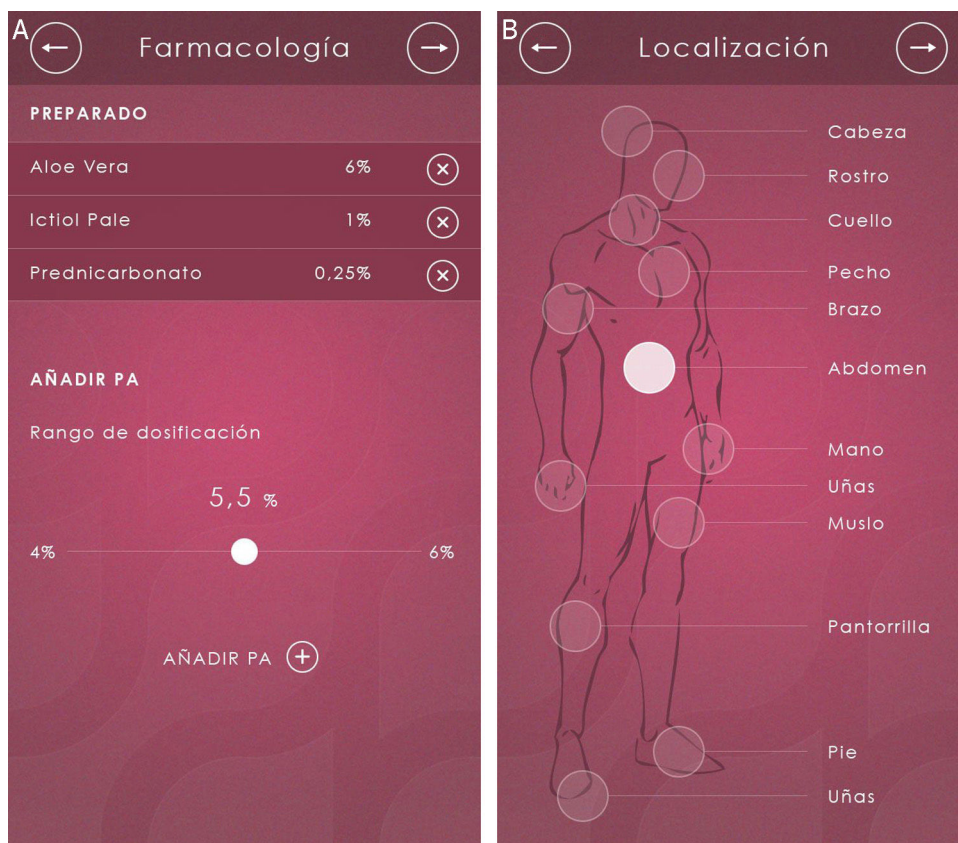 A
Farmacología
PREPARADO
Aloe Vera 6%
Ictiol Pale 1%
Prednicarbonato 0,25%
AÑADIR PA
Rango de dosificación
5,5 %
4% 6%
AÑADIR PA
B
Localización
Cabeza
Rostro
Cuello
Pecho
Brazo
Abdomen
Mano
Uñas
Muslo
Pantorrilla
Pie
Uñas